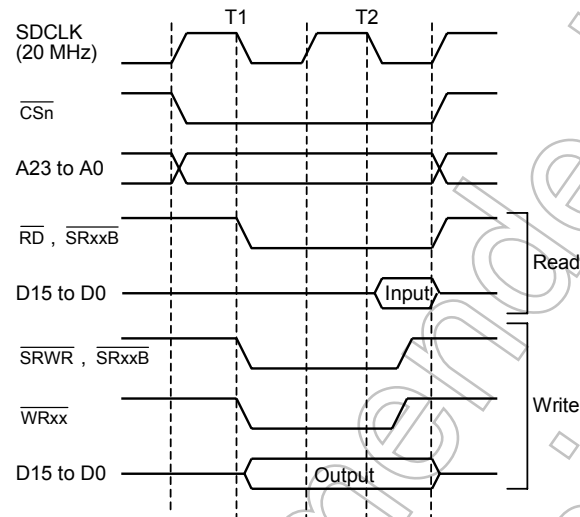 T1 T2
SDCLK
(20 MHz)
CSn
A23 to A0
RD , SRxxB
Read
D15 to D0
Input
SRWR , SRxxB
Write
WRxx
D15 to D0
Output